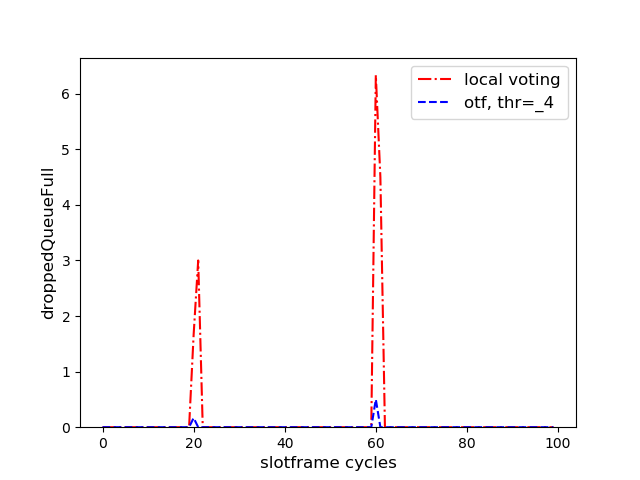 local voting
otf, thr=_4
droppedQueueFull
6
5
4
3
2
1
0
0 20 40 60 80 100
slotframe cycles